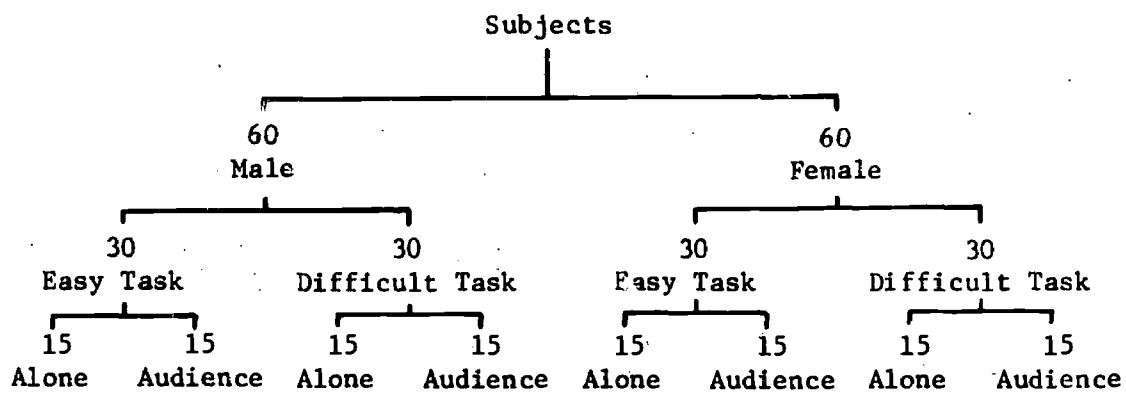 Subjects
60 60
Male Female
30 30 30 30
Easy Task Difficult Task Easy Task Difficult Task
15 15 15 15 15 15 15 15
Alone Audience Alone Audience Alone Audience Alone Audience